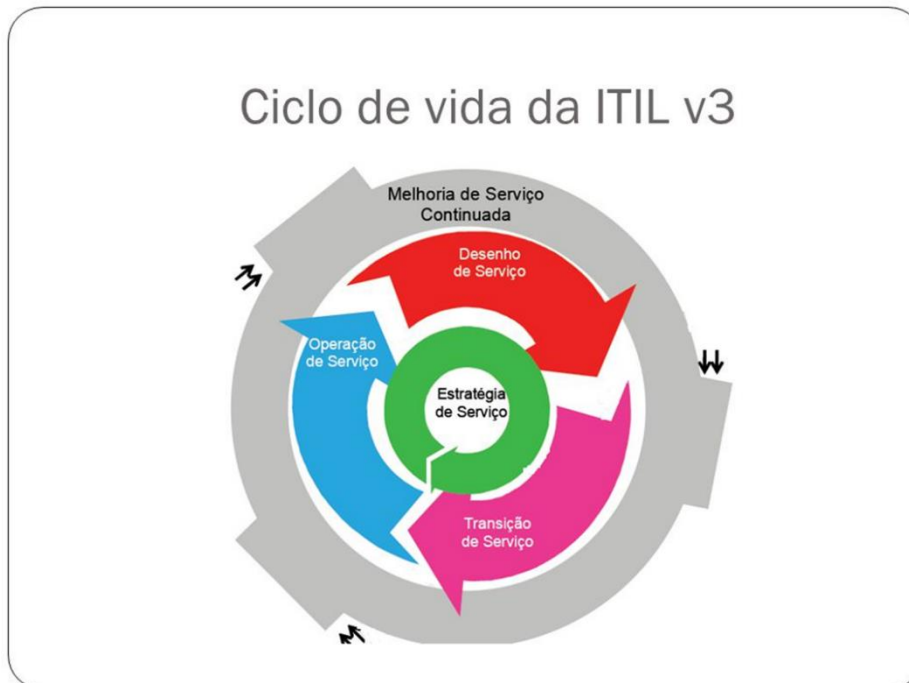 Ciclo de vida da ITIL v3
Melhoria de Serviço
Continuada
Desenho
de Serviço
Operação
de Serviço
Estratégia
de Serviço
Transição
de Serviço